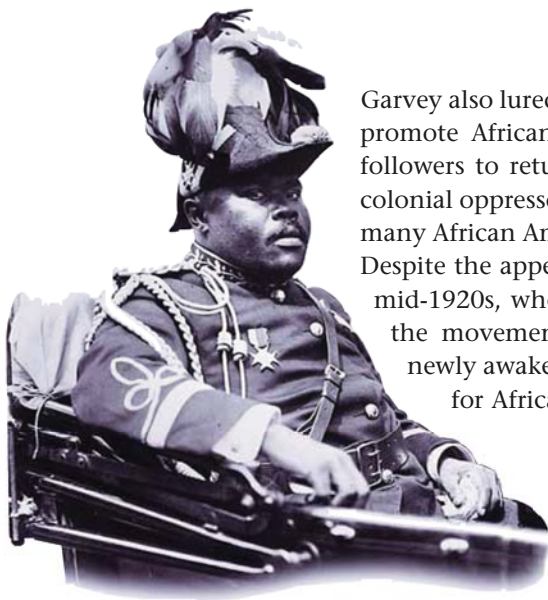 Garvey also lured
promote African
followers to retu
colonial oppresso
many African An
Despite the appe
mid-1920s, whe
the movemen
newly awake
for Africa